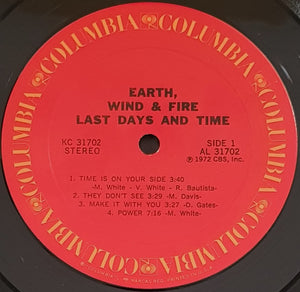 COLUMBIA COLUMBIA COLUMBIA COLUMBIA COLUMBIA COLUMBIA
EARTH,
WIND & FIRE
LAST DAYS AND TIME
KC 31702 SIDE 1
STEREO AL 31702
℗ 1972 CBS, Inc.
1. TIME IS ON YOUR SIDE 3:40
-M. White- -V. White- -R. Bautista-
2. THEY DON'T SEE 3:29 -M. Davis-
3. MAKE IT WITH YOU 3:27 -D. Gates-
4. POWER 7:16 -M. White-